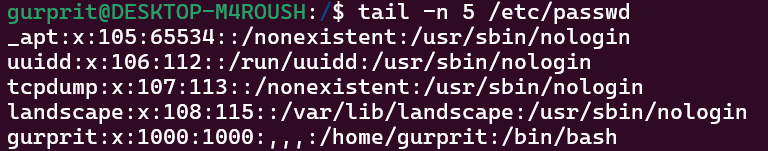 gurprit@DESKTOP-M4ROUSH:/$ tail -n 5 /etc/passwd
_apt:x:105:65534::/nonexistent:/usr/sbin/nologin
uuidd:x:106:112::/run/uuidd:/usr/sbin/nologin
tcpdump:x:107:113::/nonexistent:/usr/sbin/nologin
landscape:x:108:115::/var/lib/landscape:/usr/sbin/nologin
gurprit:x:1000:1000:,,,:/home/gurprit:/bin/bash